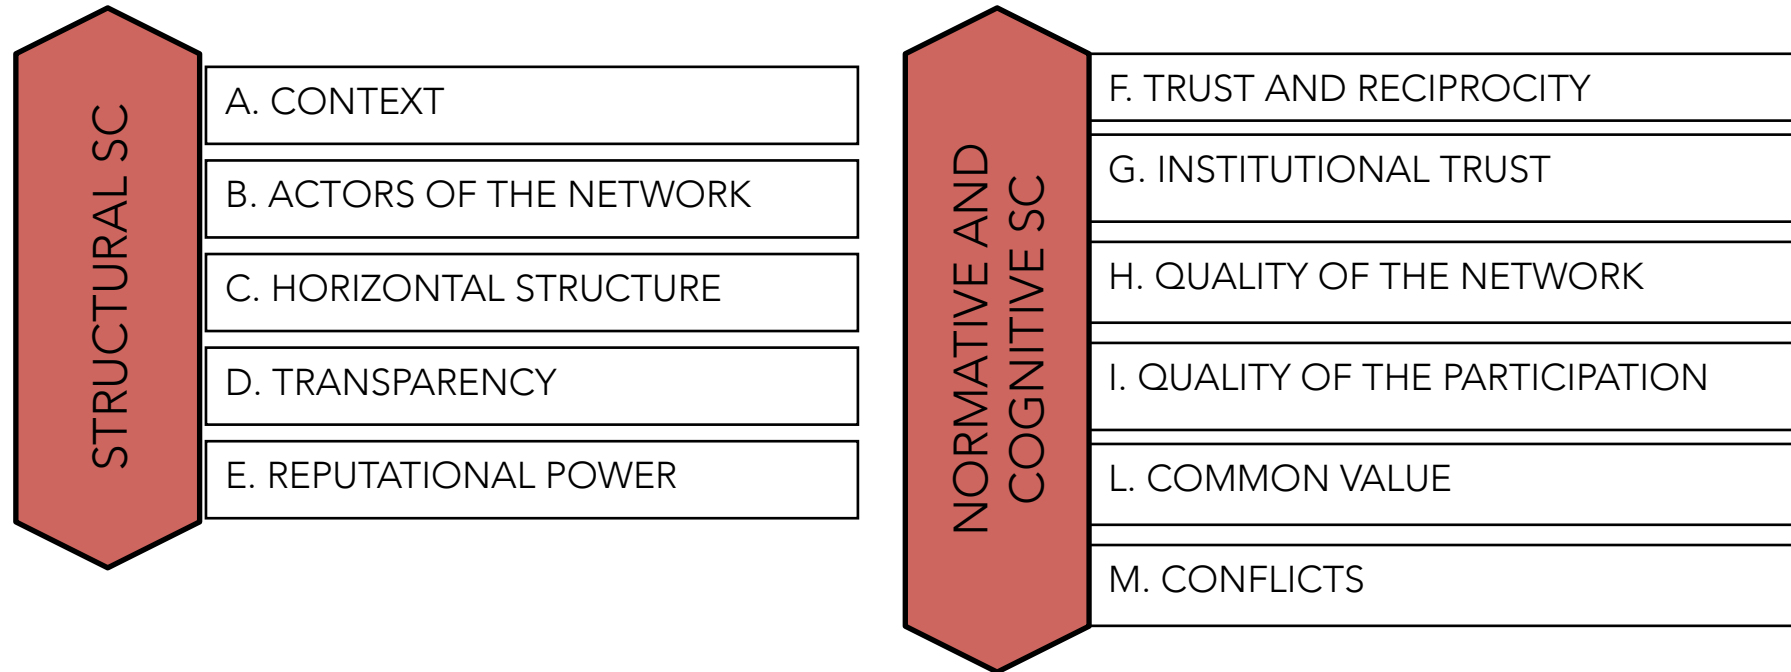 STRUCTURAL SC
A. CONTEXT
B. ACTORS OF THE NETWORK
C. HORIZONTAL STRUCTURE
D. TRANSPARENCY
E. REPUTATIONAL POWER
NORMATIVE AND
COGNITIVE SC
F. TRUST AND RECIPROCITY
G. INSTITUTIONAL TRUST
H. QUALITY OF THE NETWORK
I. QUALITY OF THE PARTICIPATION
L. COMMON VALUE
M. CONFLICTS